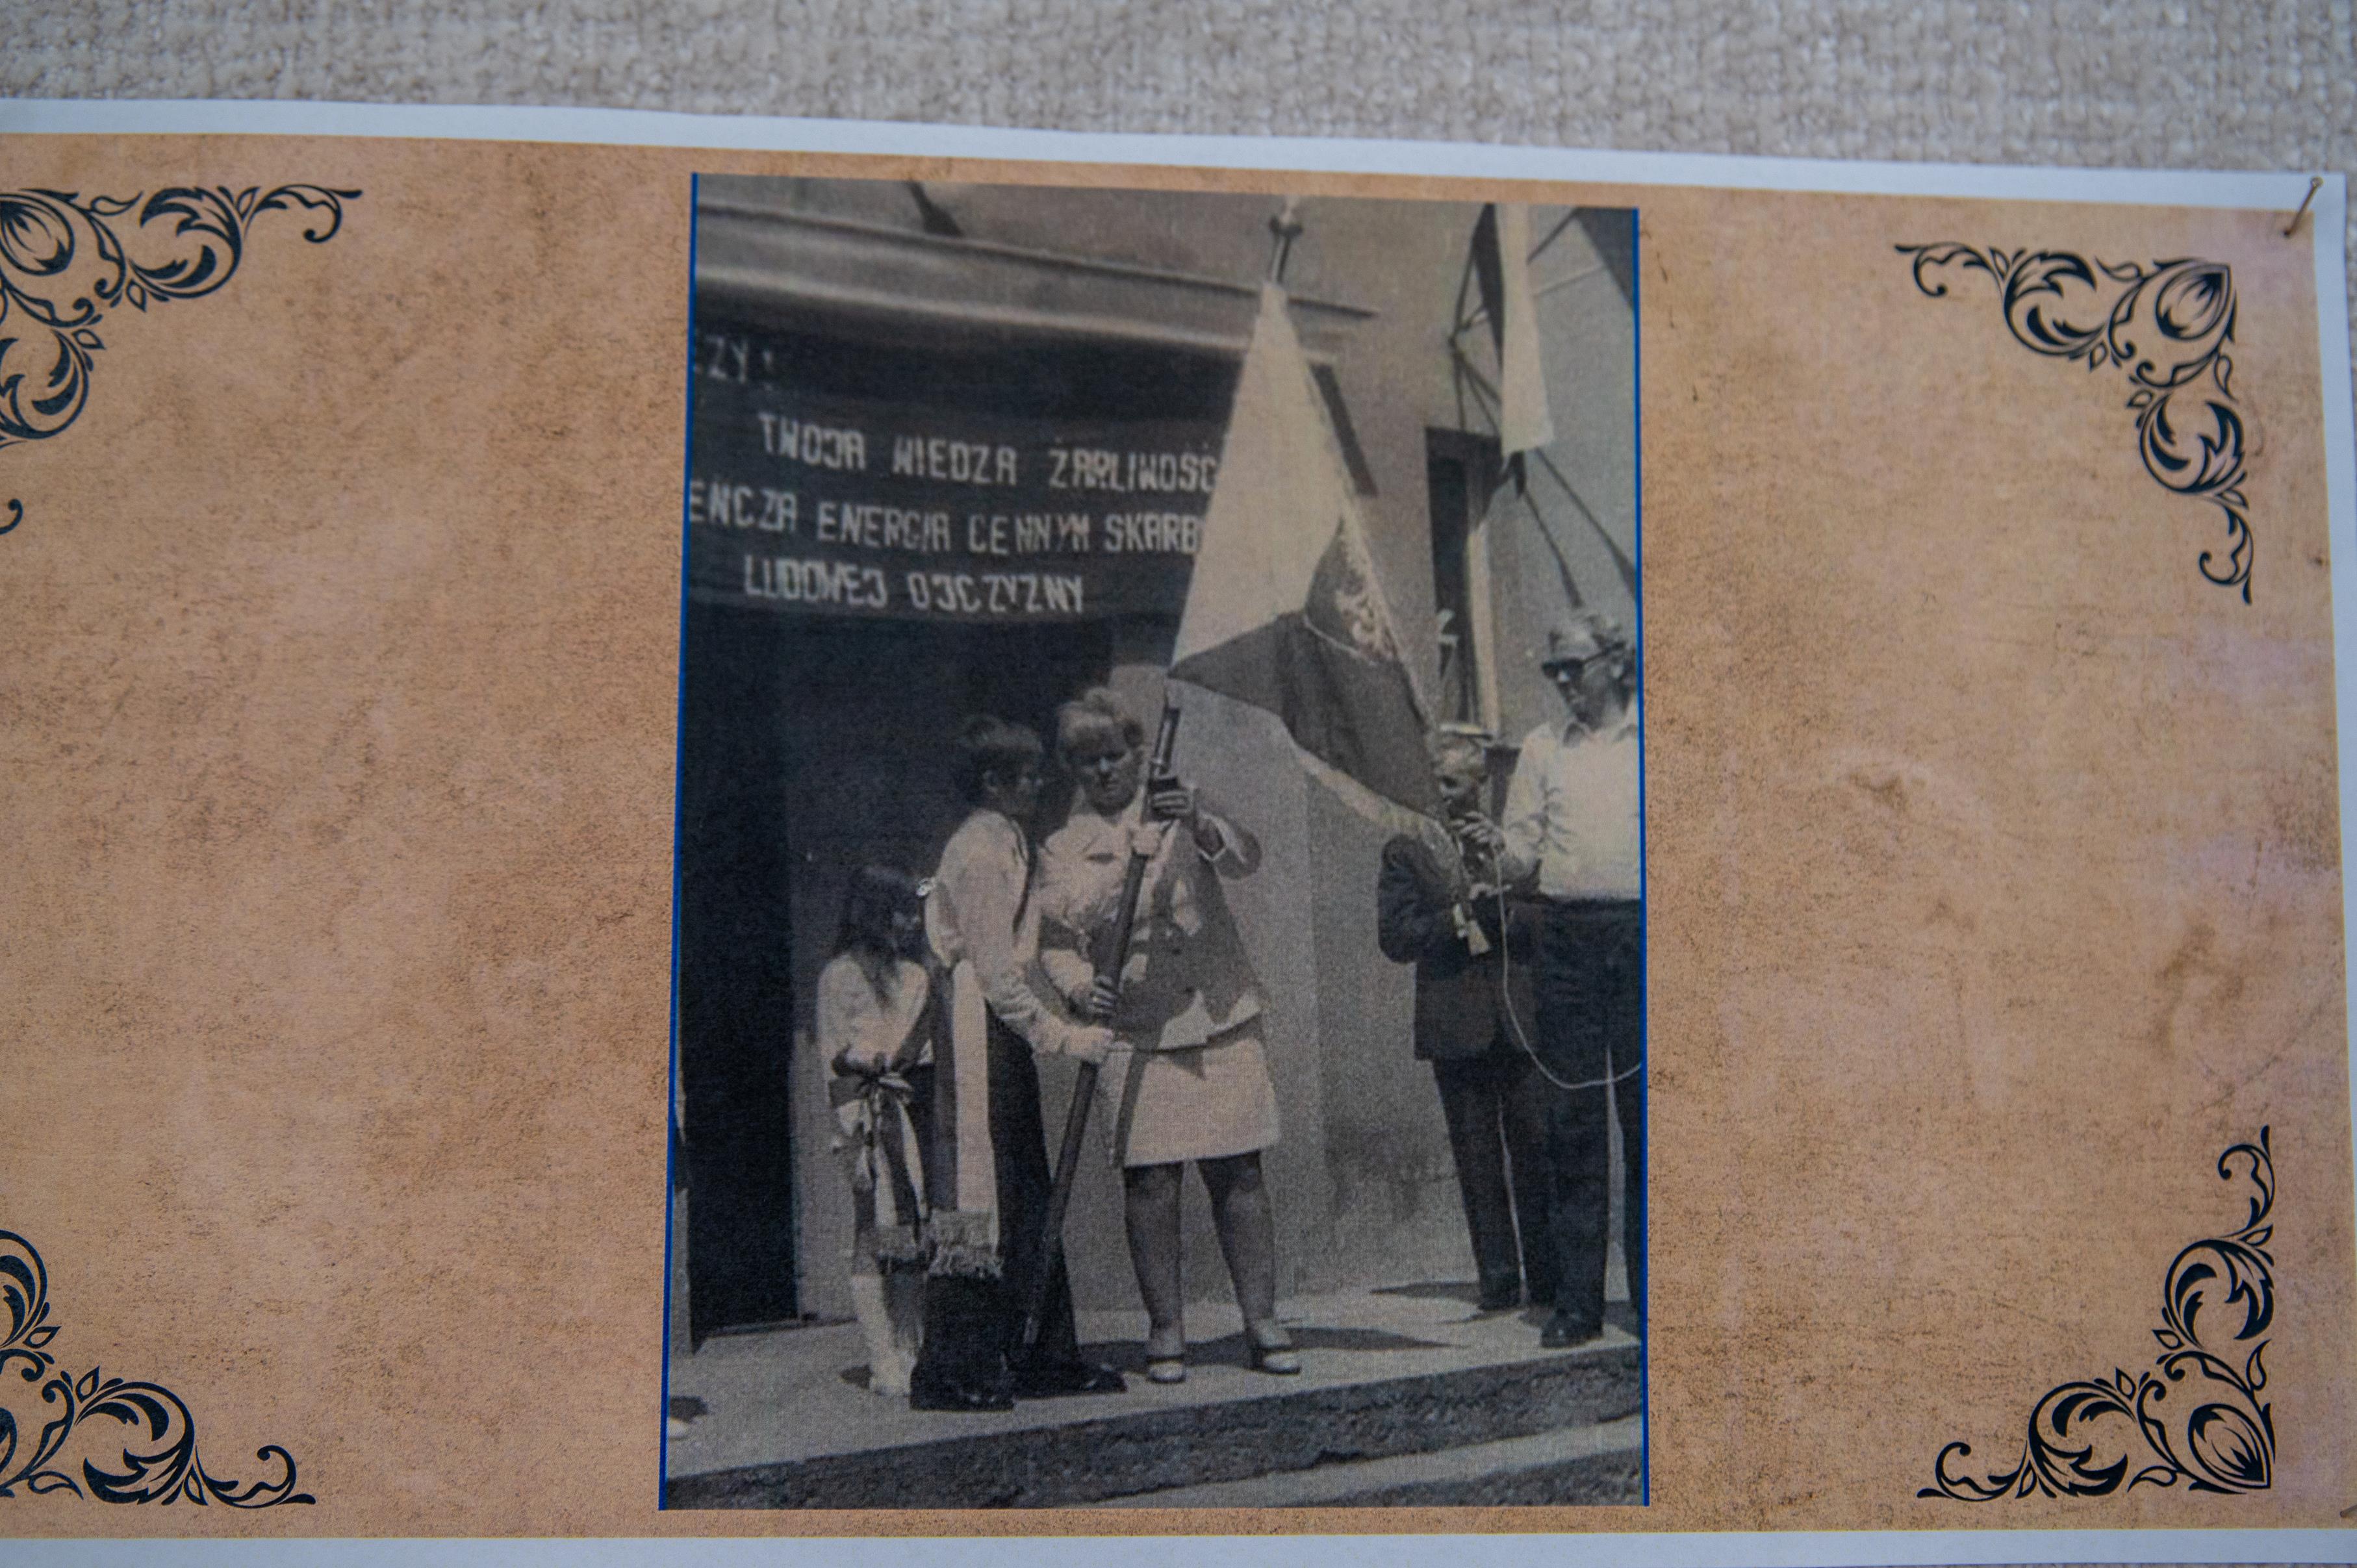 TWOJA WIEDZA ŻARLIWOŚĆ
ENCZA ENERGIA CENNYM SKARB
LUDOWEJ OJCZYZNY